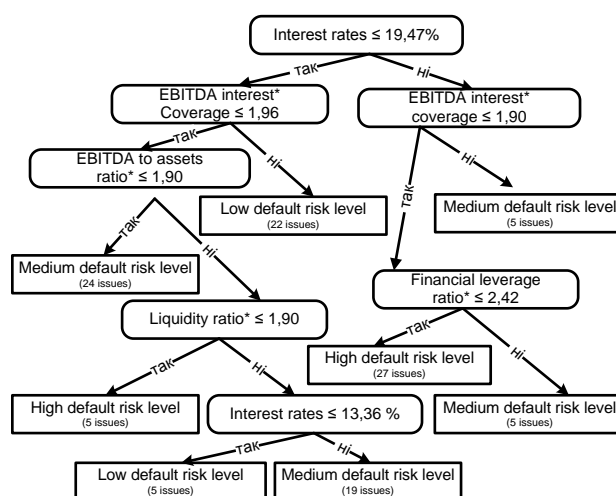 Interest rates ≤ 19,47%
так
ні
EBITDA interest*
Coverage ≤ 1,96
EBITDA interest*
coverage ≤ 1,90
так
ні
EBITDA to assets
ratio* ≤ 1,90
так
ні
Low default risk level
(22 issues)
Medium default risk level
(5 issues)
так
ні
Medium default risk level
(24 issues)
Financial leverage
ratio* ≤ 2,42
Liquidity ratio* ≤ 1,90
так
ні
High default risk level
(27 issues)
так
ні
High default risk level
(5 issues)
Interest rates ≤ 13,36 %
Medium default risk level
(5 issues)
так
ні
Low default risk level
(5 issues)
Medium default risk level
(19 issues)